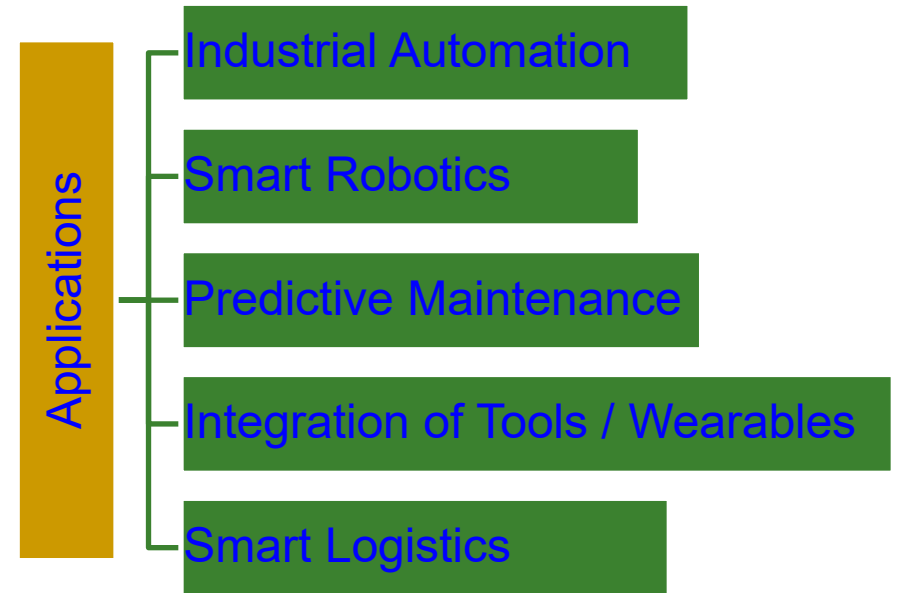 Applications
Industrial Automation
Smart Robotics
Predictive Maintenance
Integration of Tools / Wearables
Smart Logistics